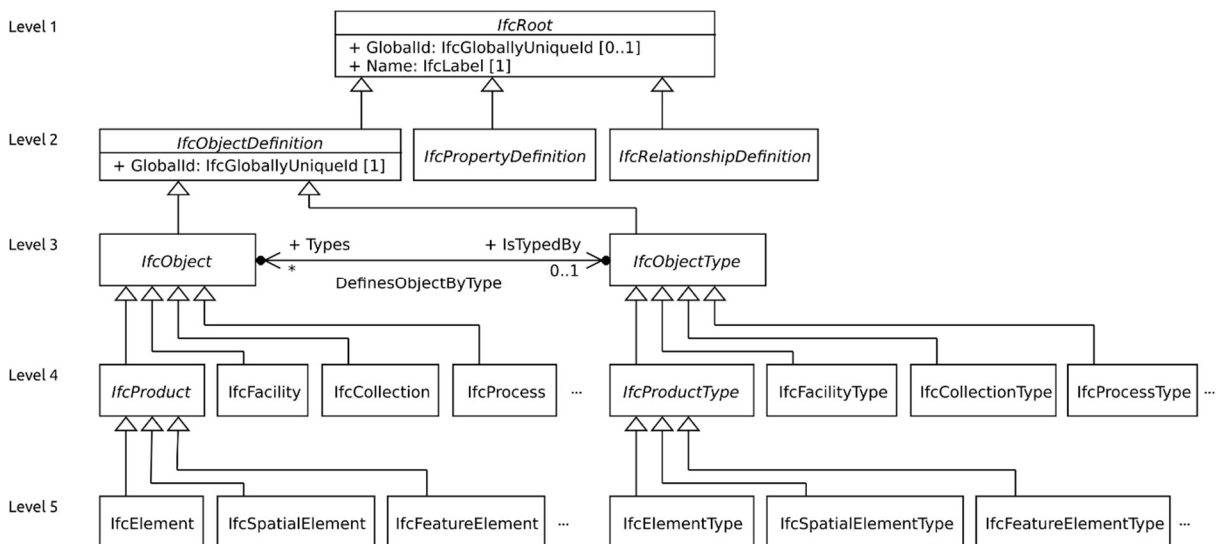 Level 1
IfcRoot
+ GlobalId: IfcGloballyUniqueId [0..1]
+ Name: IfcLabel [1]
Level 2
IfcObjectDefinition
+ GlobalId: IfcGloballyUniqueId [1]
IfcPropertyDefinition
IfcRelationshipDefinition
Level 3
IfcObject
+ Types
*
+ IsTypedBy
0..1
DefinesObjectByType
IfcObjectType
Level 4
IfcProduct
IfcFacility
IfcCollection
IfcProcess
...
IfcProductType
IfcFacilityType
IfcCollectionType
IfcProcessType
...
Level 5
IfcElement
IfcSpatialElement
IfcFeatureElement
...
IfcElementType
IfcSpatialElementType
IfcFeatureElementType
...